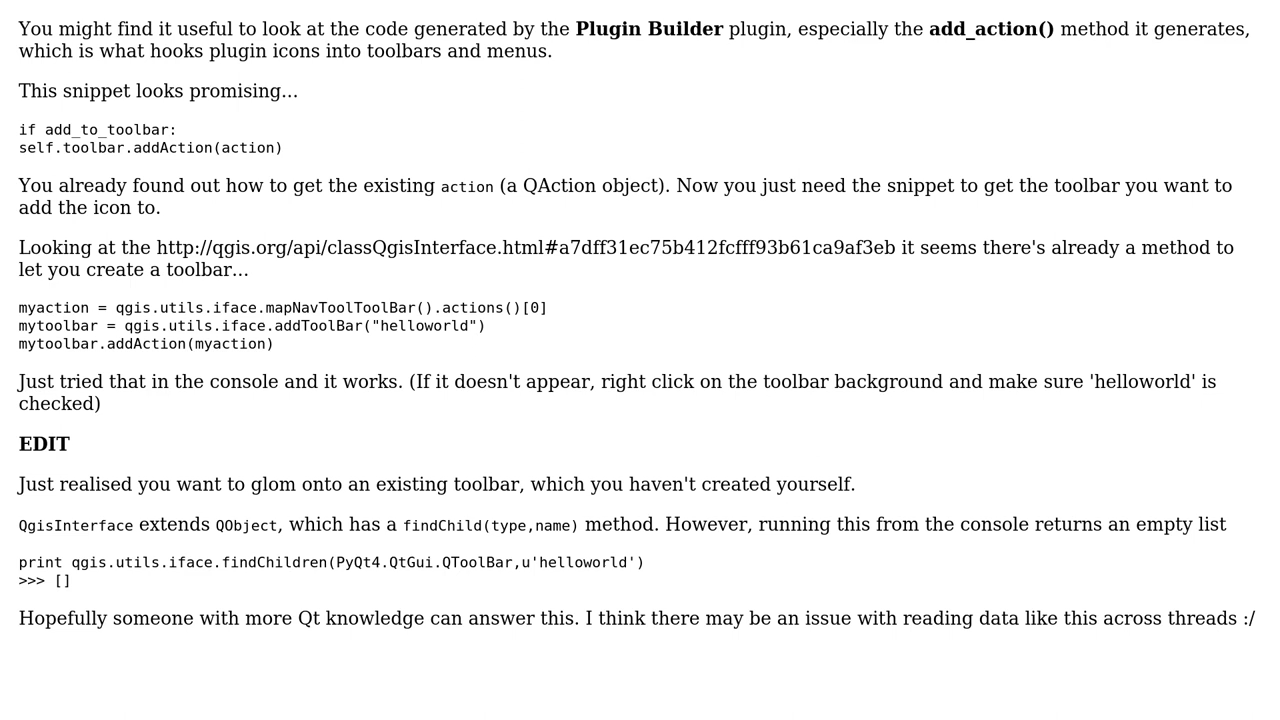 You might find it useful to look at the code generated by the Plugin Builder plugin, especially the add_action() method it generates,
which is what hooks plugin icons into toolbars and menus.
This snippet looks promising...
if add_to_toolbar:
self.toolbar.addAction(action)
You already found out how to get the existing action (a QAction object). Now you just need the snippet to get the toolbar you want to
add the icon to.
Looking at the http://qgis.org/api/classQgisInterface.html#a7dff31ec75b412fcfff93b61ca9af3eb it seems there's already a method to
let you create a toolbar...
myaction = qgis.utils.iface.mapNavToolToolBar().actions()[0]
mytoolbar = qgis.utils.iface.addToolBar("helloworld")
mytoolbar.addAction(myaction)
Just tried that in the console and it works. (If it doesn't appear, right click on the toolbar background and make sure 'helloworld' is
checked)
EDIT
Just realised you want to glom onto an existing toolbar, which you haven't created yourself.
QgisInterface extends QObject, which has a findChild(type,name) method. However, running this from the console returns an empty list
print qgis.utils.iface.findChildren(PyQt4.QtGui.QToolBar,u'helloworld')
>>> []
Hopefully someone with more Qt knowledge can answer this. I think there may be an issue with reading data like this across threads :/